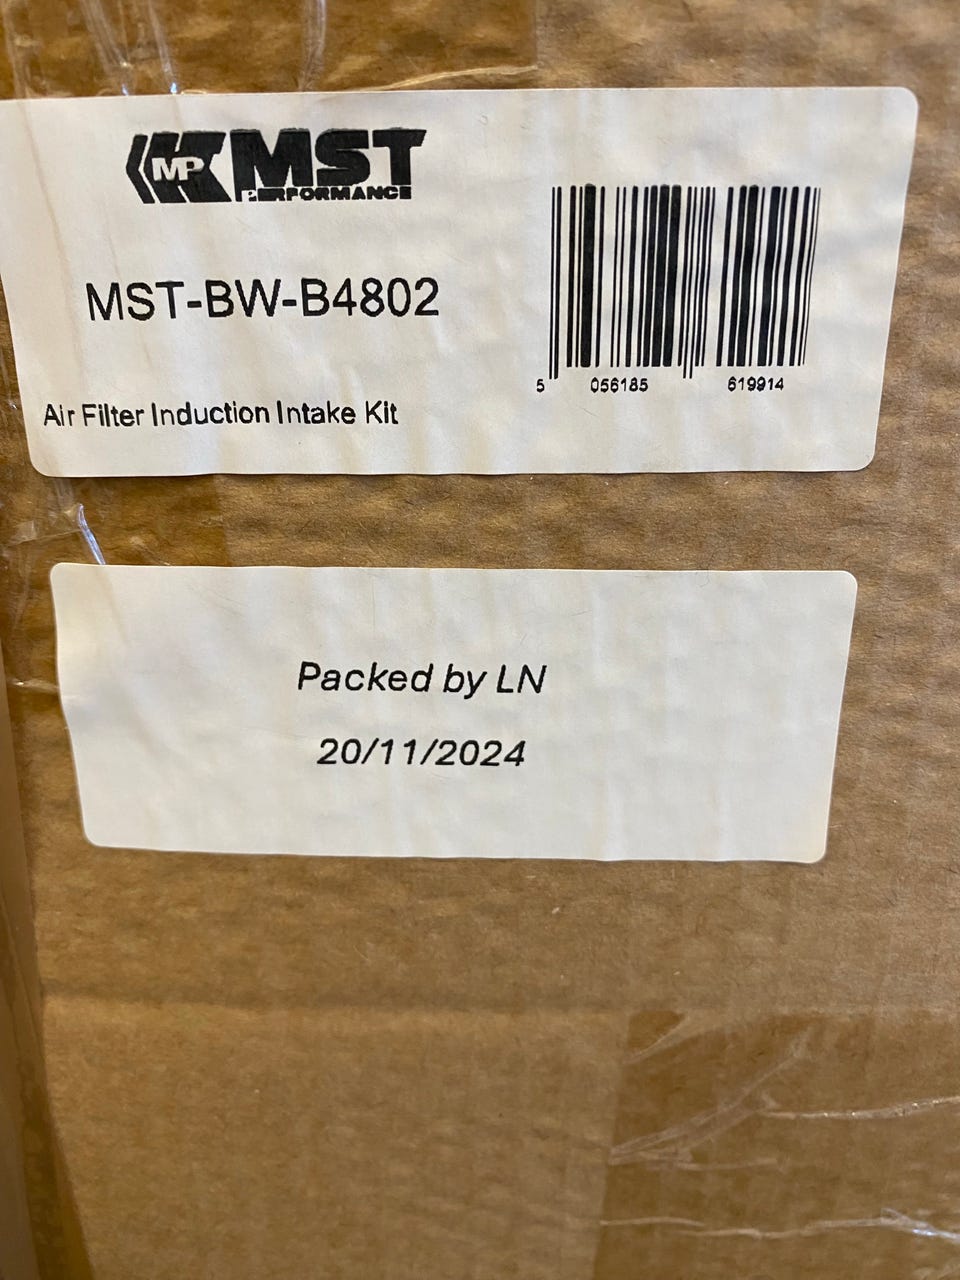 MP MST
PERFORMANCE
MST-BW-B4802
Air Filter Induction Intake Kit
5 056185 619914
Packed by LN
20/11/2024